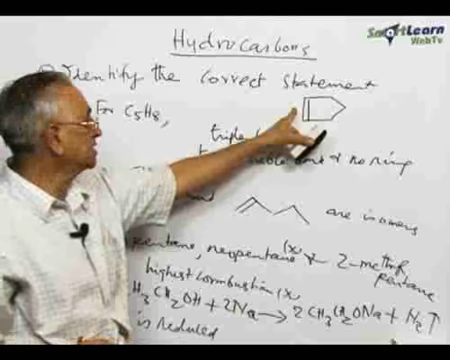 SmartLearn
WebTv
Hydrocarbons
Identify the correct statement
For C5H8,
triple
bond & no ring
are isomers
pentane, neopentane (x) 2-methyl
pentane
highest combustion (x)
H3CH2OH + 2Na → 2CH3CH2ONa + H2↑
is reduced